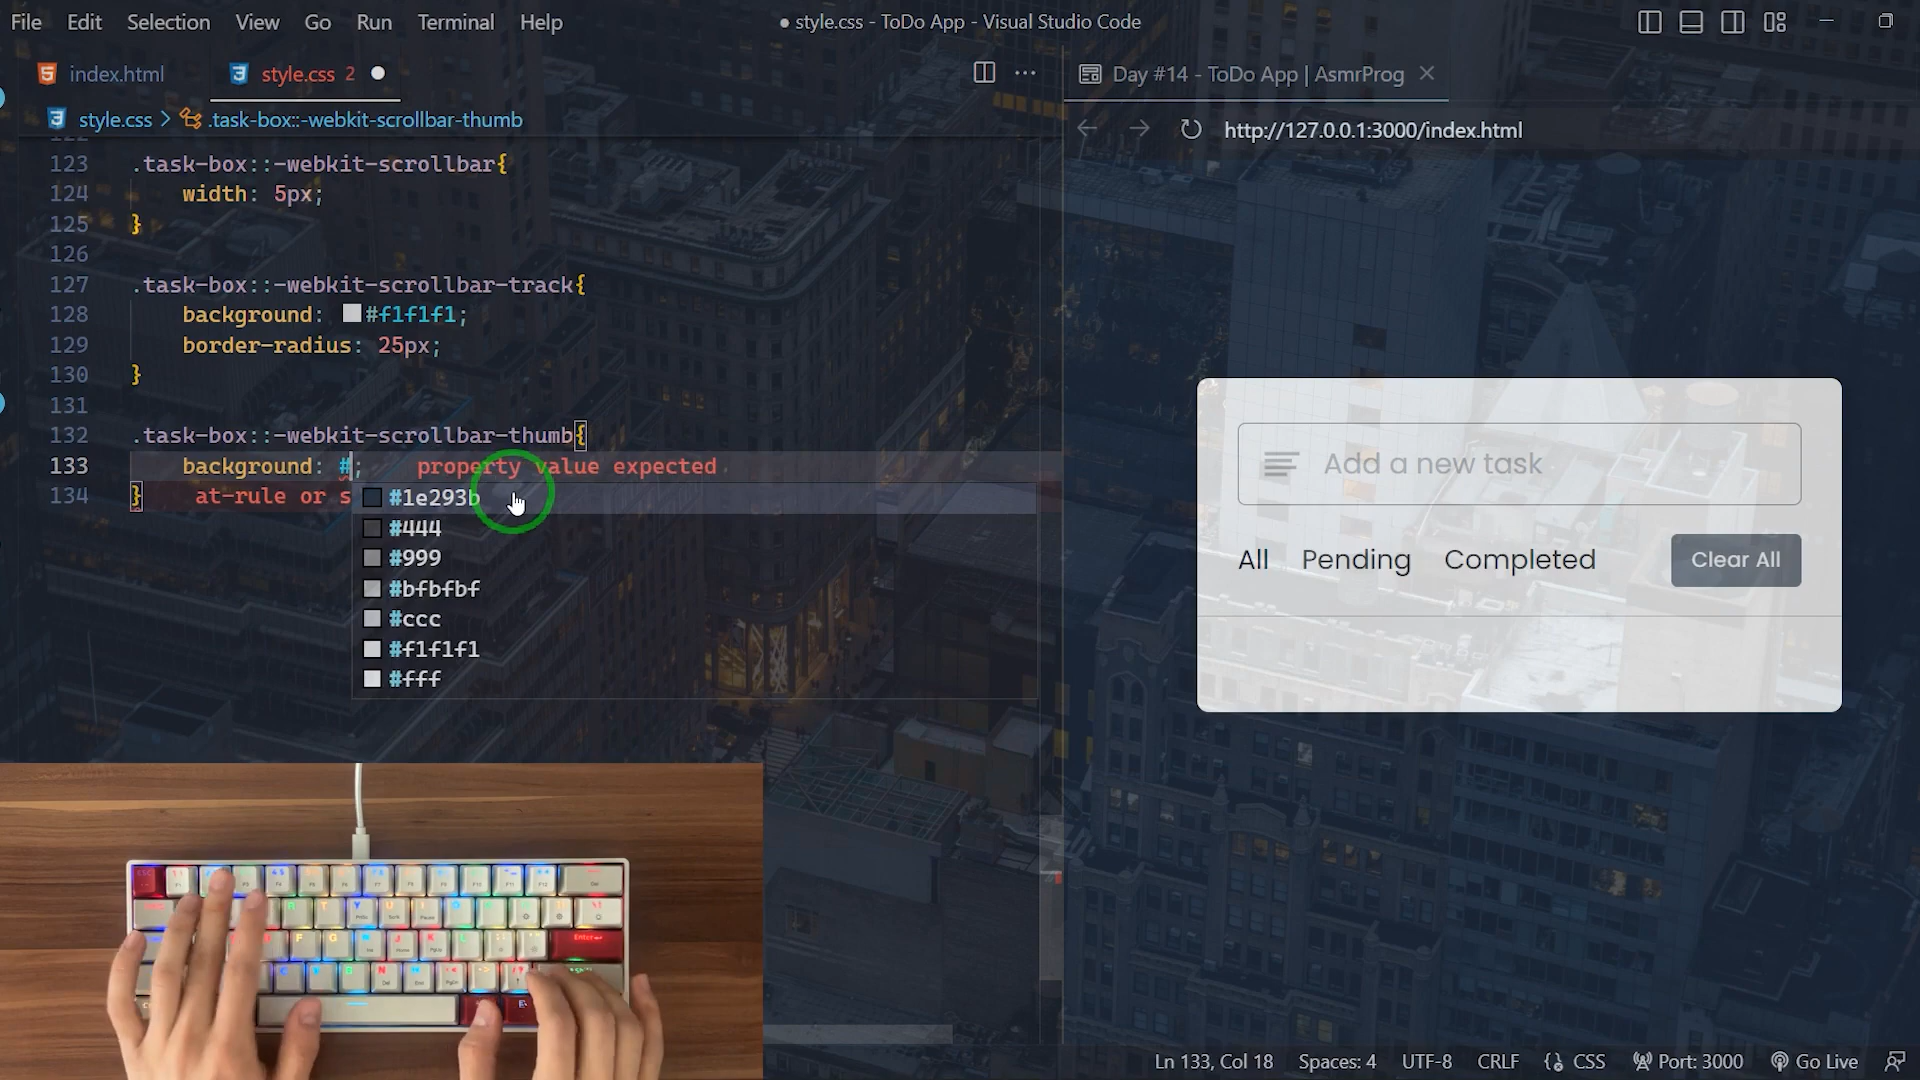 File Edit Selection View Go Run Terminal Help
● style.css - ToDo App - Visual Studio Code
index.html
style.css 2
Day #14 - ToDo App | AsmrProg
style.css > .task-box::-webkit-scrollbar-thumb
http://127.0.0.1:3000/index.html
123 .task-box::-webkit-scrollbar{
124 width: 5px;
125 }
126
127 .task-box::-webkit-scrollbar-track{
128 background: #f1f1f1;
129 border-radius: 25px;
130 }
131
132 .task-box::-webkit-scrollbar-thumb{
133 background: #; property value expected
134 } at-rule or s
#1e293b
#444
#999
#bfbfbf
#ccc
#f1f1f1
#fff
Add a new task
All Pending Completed Clear All
Ln 133, Col 18 Spaces: 4 UTF-8 CRLF CSS Port: 3000 Go Live